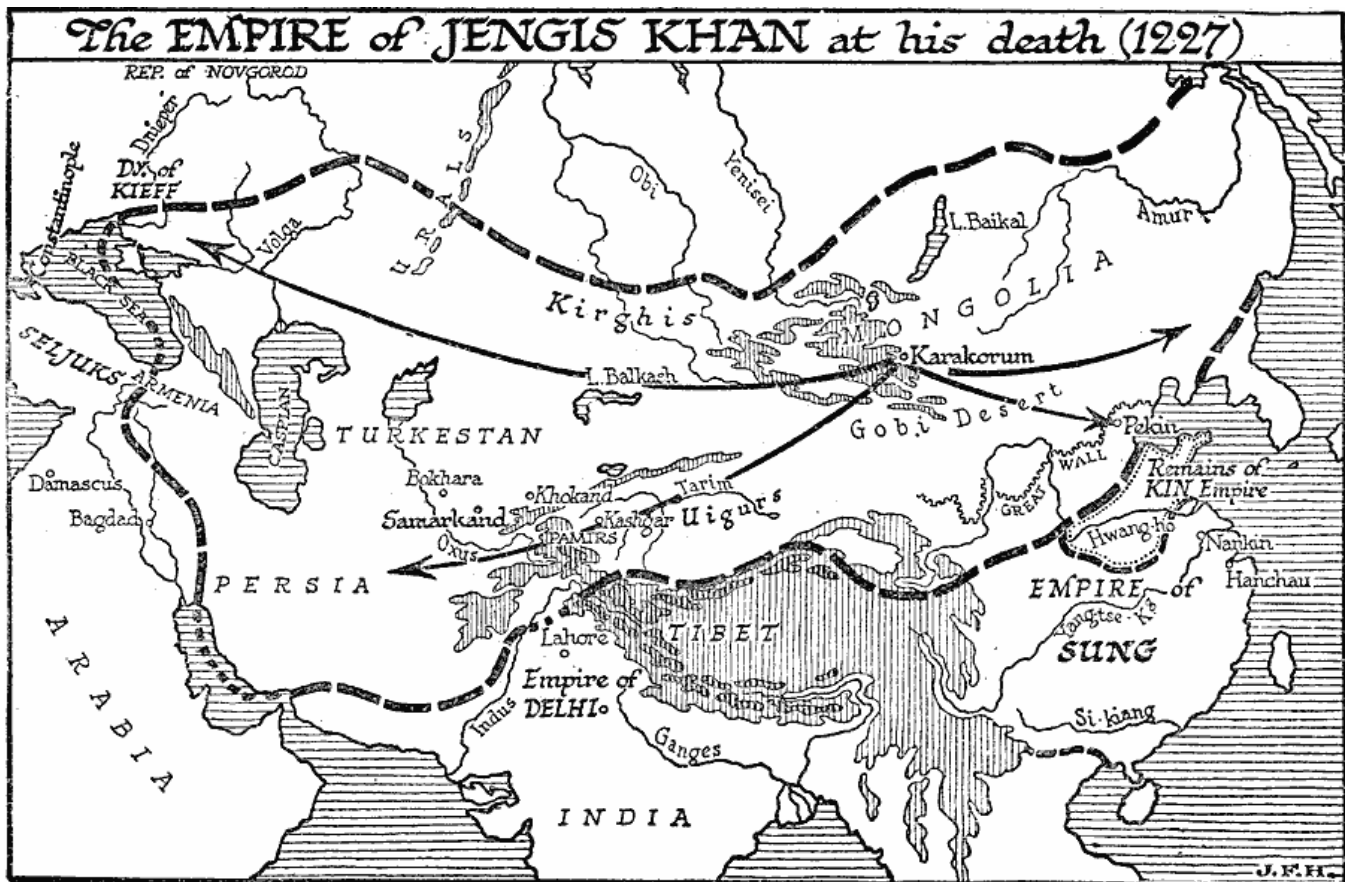 The EMPIRE of JENGIS KHAN at his death (1227)
REP. of NOVGOROD
Dnieper
Constantinople
Dy. of
KIEFF
Volga
URALS
Obi
Yenisei
L. Baikal
Amur
BLACK SEA
Kirghis
MONGOLIA
SELJUKS
ARMENIA
CASPIAN
L. Balkash
Karakorum
TURKESTAN
Gobi Desert
Pekin
GREAT WALL
Remains of
KIN Empire
Damascus
Bagdad
Bokhara
Khokand
Tarim
Samarkand
Kashgar
Uigurs
PAMIRS
Oxus
Hwang-ho
Nankin
Hanchau
PERSIA
EMPIRE of
SUNG
Yangtse-Ka
ARABIA
Lahore
TIBET
Empire of
DELHI
Indus
Ganges
Si-kiang
INDIA
J.F.H.